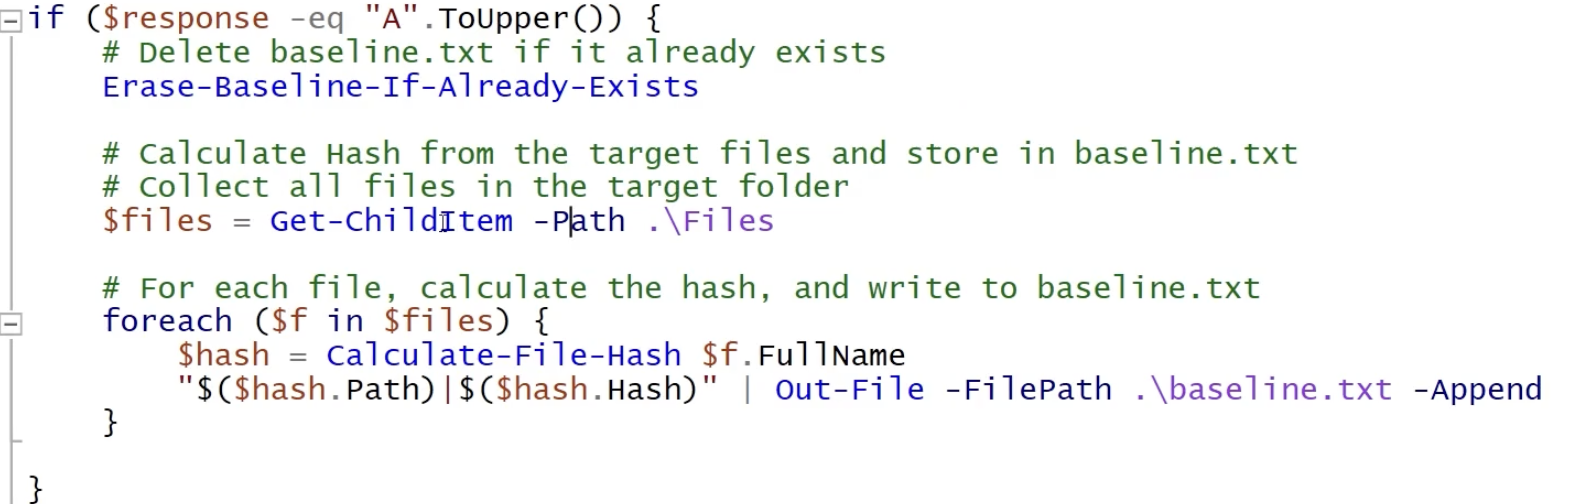 if ($response -eq "A".ToUpper()) {
# Delete baseline.txt if it already exists
Erase-Baseline-If-Already-Exists
# Calculate Hash from the target files and store in baseline.txt
# Collect all files in the target folder
$files = Get-ChildItem -Path .\Files
# For each file, calculate the hash, and write to baseline.txt
foreach ($f in $files) {
$hash = Calculate-File-Hash $f.FullName
"$($hash.Path)|$($hash.Hash)" | Out-File -FilePath .\baseline.txt -Append
}
}